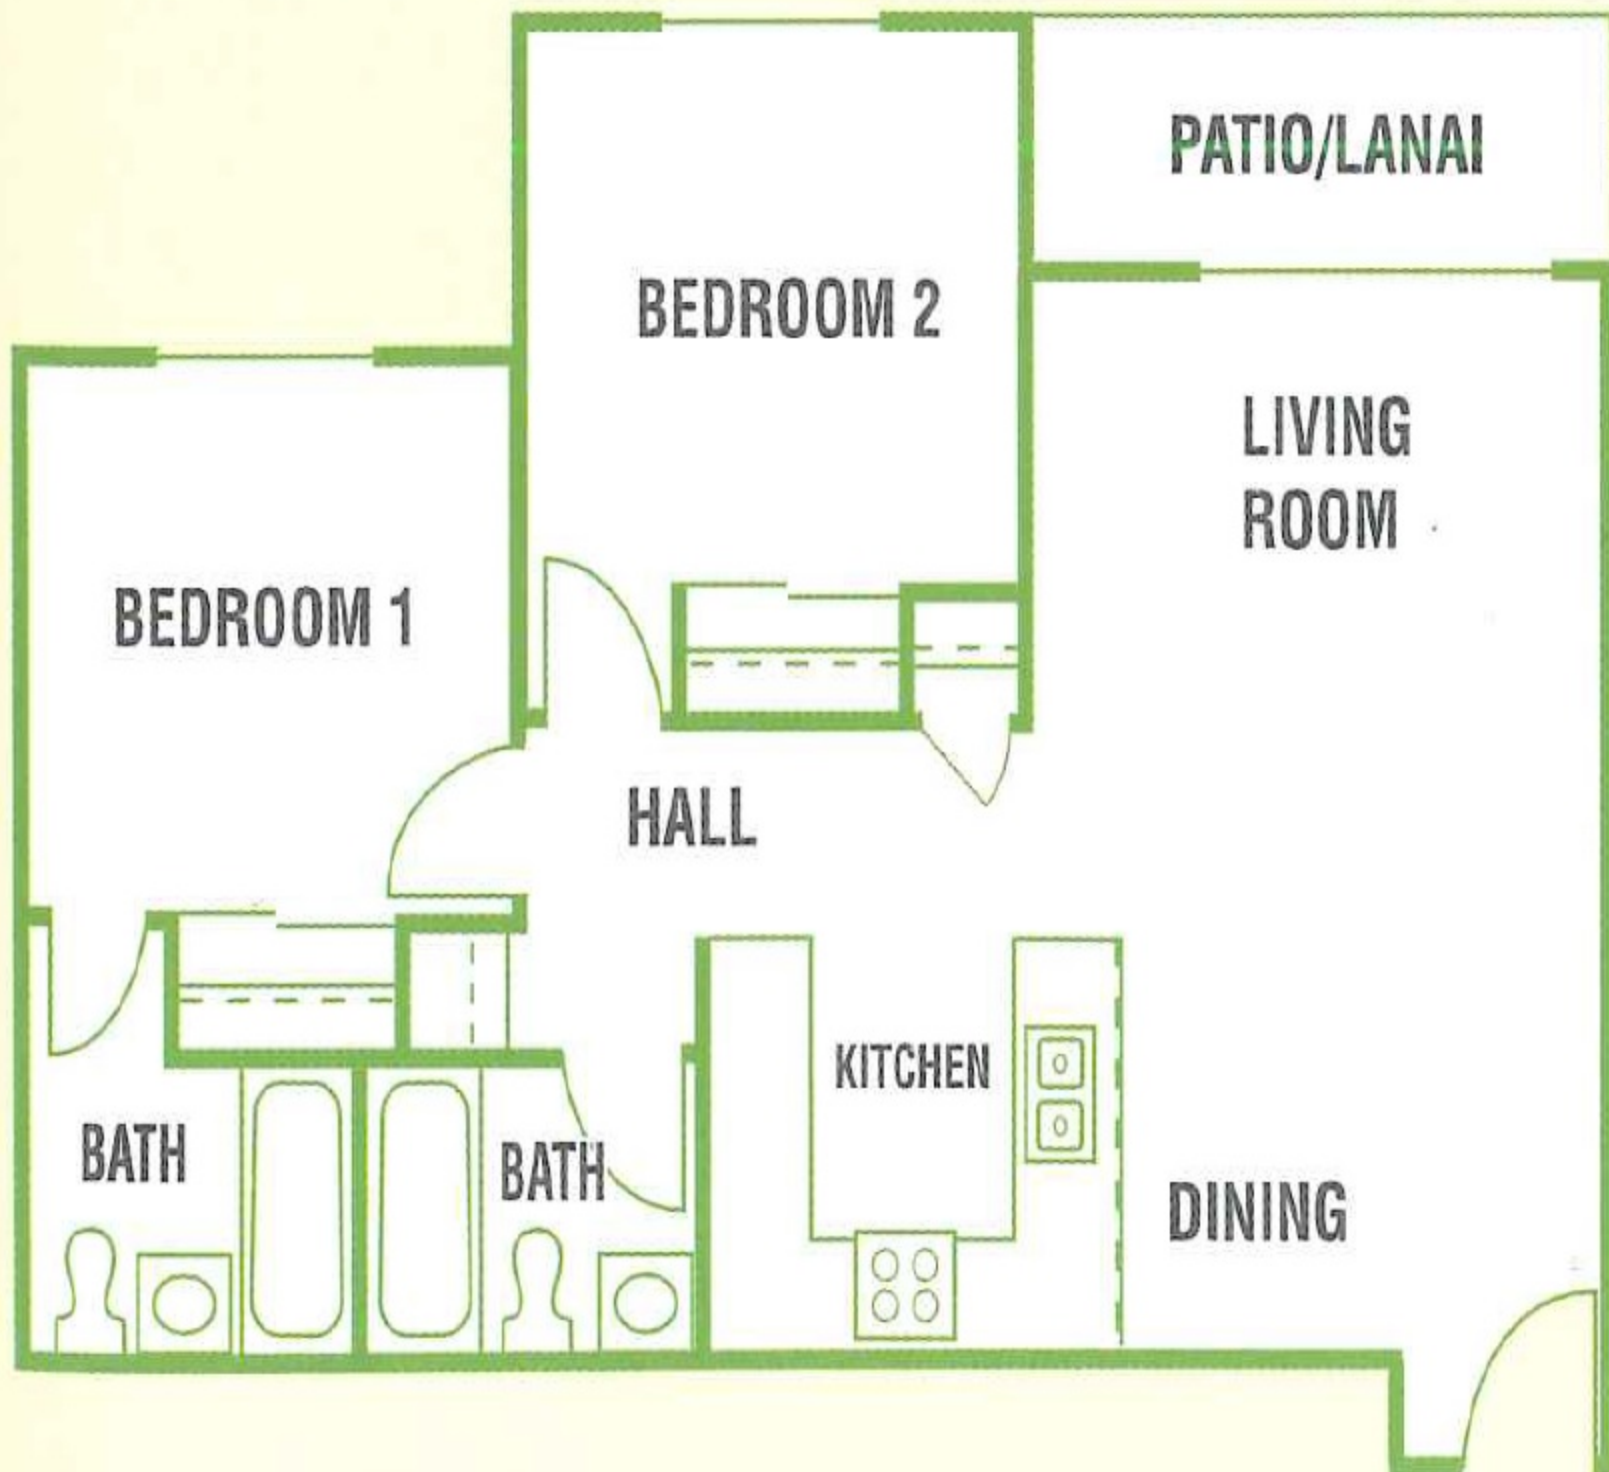 PATIO/LANAI
BEDROOM 2
LIVING
ROOM
BEDROOM 1
HALL
KITCHEN
BATH
BATH
DINING